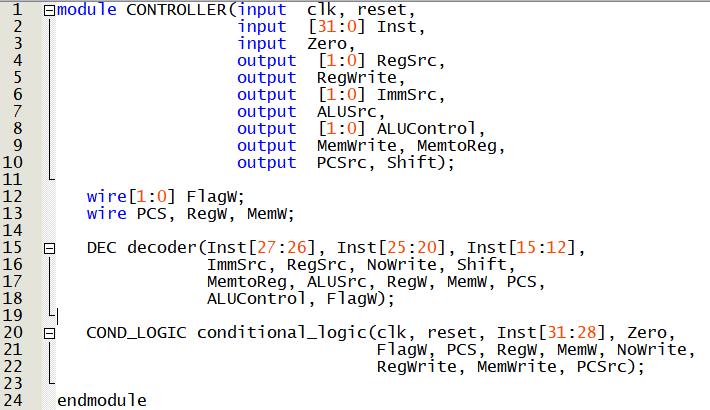 1 module CONTROLLER(input clk, reset,
2 input [31:0] Inst,
3 input Zero,
4 output [1:0] RegSrc,
5 output RegWrite,
6 output [1:0] ImmSrc,
7 output ALUSrc,
8 output [1:0] ALUControl,
9 output MemWrite, MemtoReg,
10 output PCSrc, Shift);
11
12 wire[1:0] FlagW;
13 wire PCS, RegW, MemW;
14
15 DEC decoder(Inst[27:26], Inst[25:20], Inst[15:12],
16 ImmSrc, RegSrc, NoWrite, Shift,
17 MemtoReg, ALUSrc, RegW, MemW, PCS,
18 ALUControl, FlagW);
19
20 COND_LOGIC conditional_logic(clk, reset, Inst[31:28], Zero,
21 FlagW, PCS, RegW, MemW, NoWrite,
22 RegWrite, MemWrite, PCSrc);
23
24 endmodule